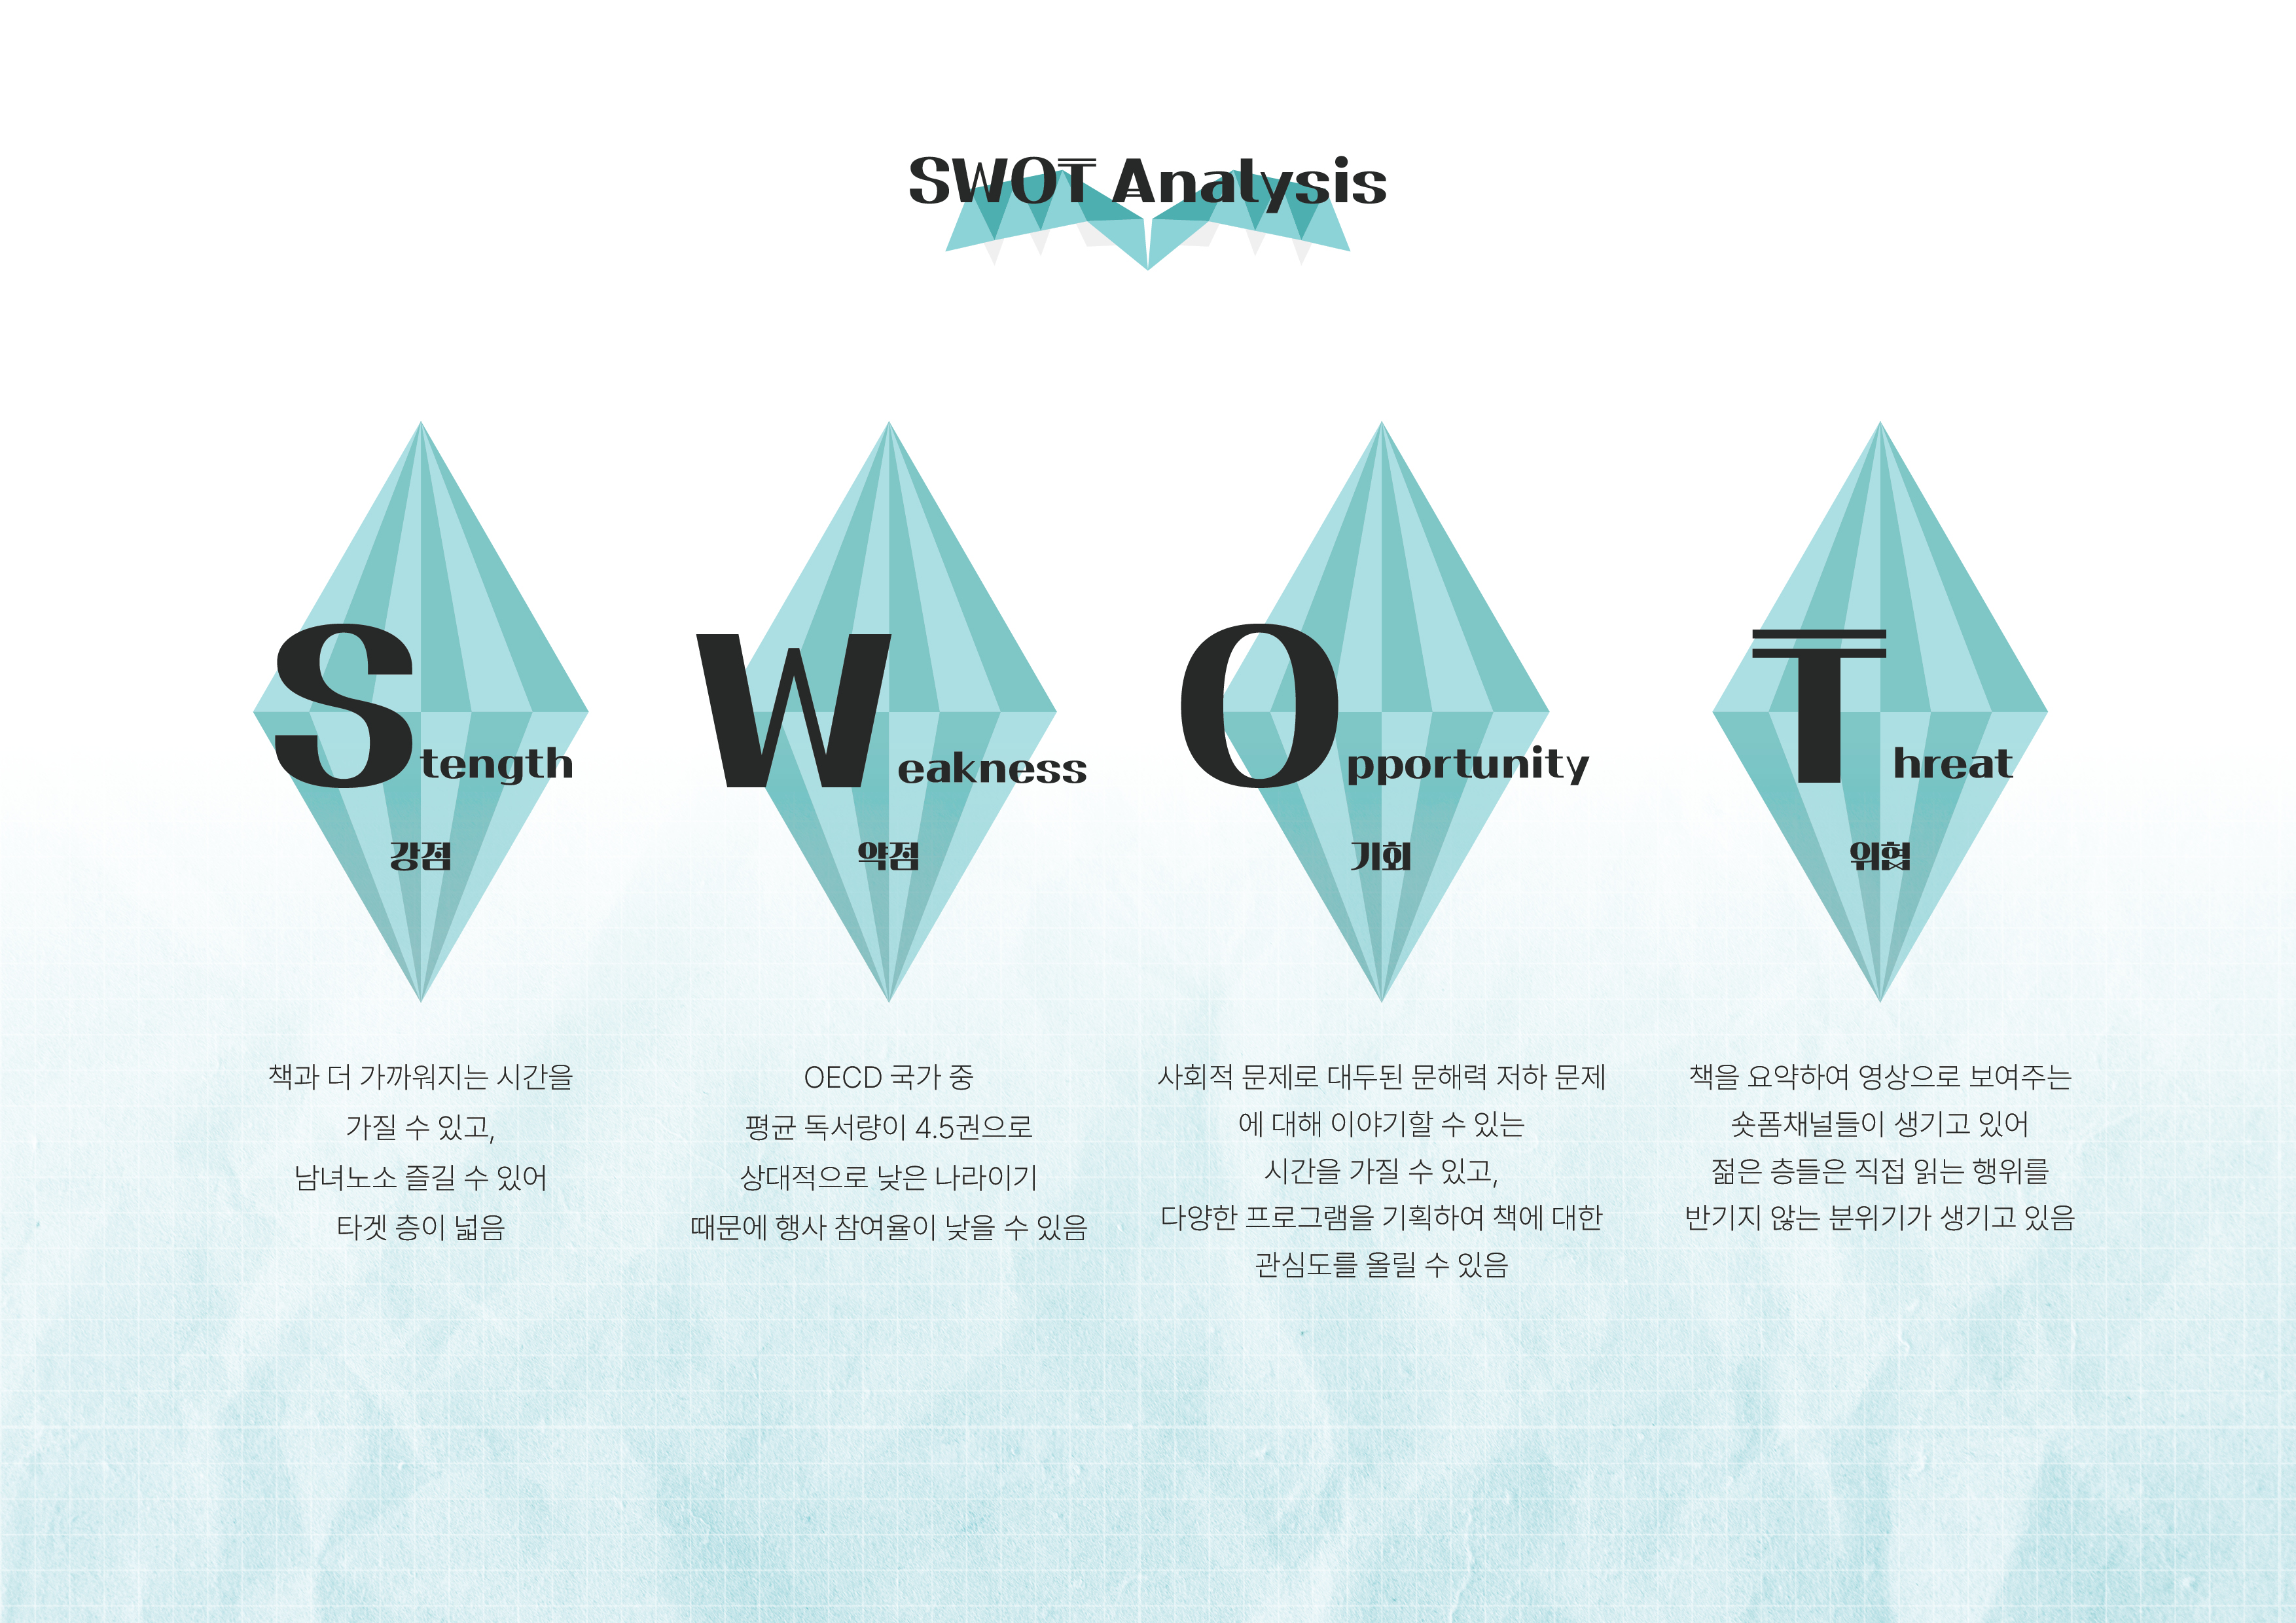 SWOT Analysis
Stength
강점
책과 더 가까워지는 시간을
가질 수 있고,
남녀노소 즐길 수 있어
타겟 층이 넓음
Weakness
약점
OECD 국가 중
평균 독서량이 4.5권으로
상대적으로 낮은 나라이기
때문에 행사 참여율이 낮을 수 있음
Opportunity
기회
사회적 문제로 대두된 문해력 저하 문제
에 대해 이야기할 수 있는
시간을 가질 수 있고,
다양한 프로그램을 기획하여 책에 대한
관심도를 올릴 수 있음
Threat
위협
책을 요약하여 영상으로 보여주는
숏폼채널들이 생기고 있어
젊은 층들은 직접 읽는 행위를
반기지 않는 분위기가 생기고 있음